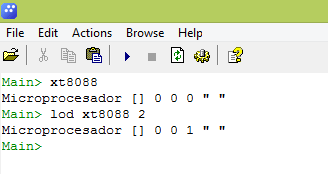 File Edit Actions Browse Help
Main> xt8088
Microprocesador [] 0 0 0 " "
Main> lod xt8088 2
Microprocesador [] 0 0 1 " "
Main>